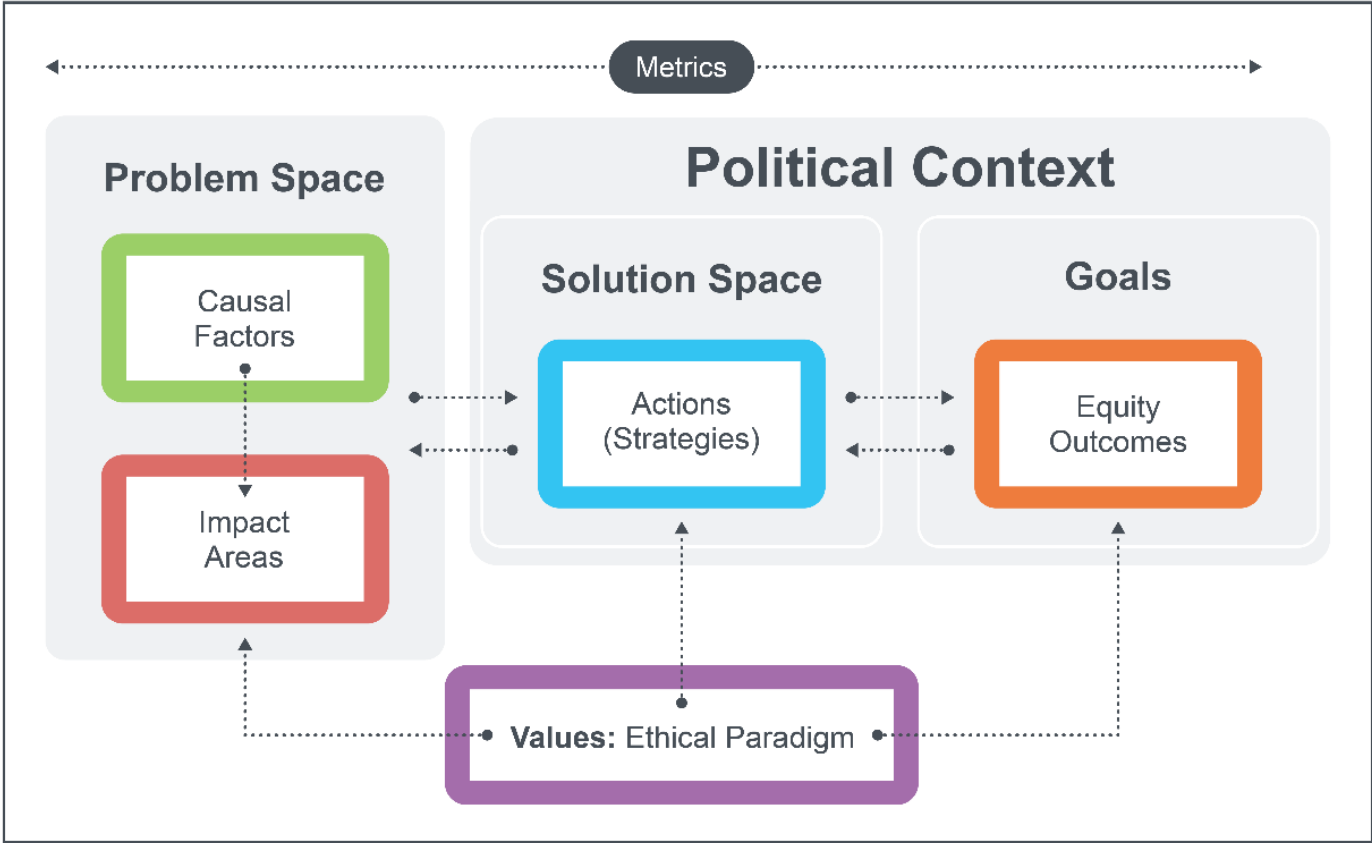 Metrics
Problem Space
Political Context
Causal
Factors
Impact
Areas
Solution Space
Actions
(Strategies)
Goals
Equity
Outcomes
Values: Ethical Paradigm